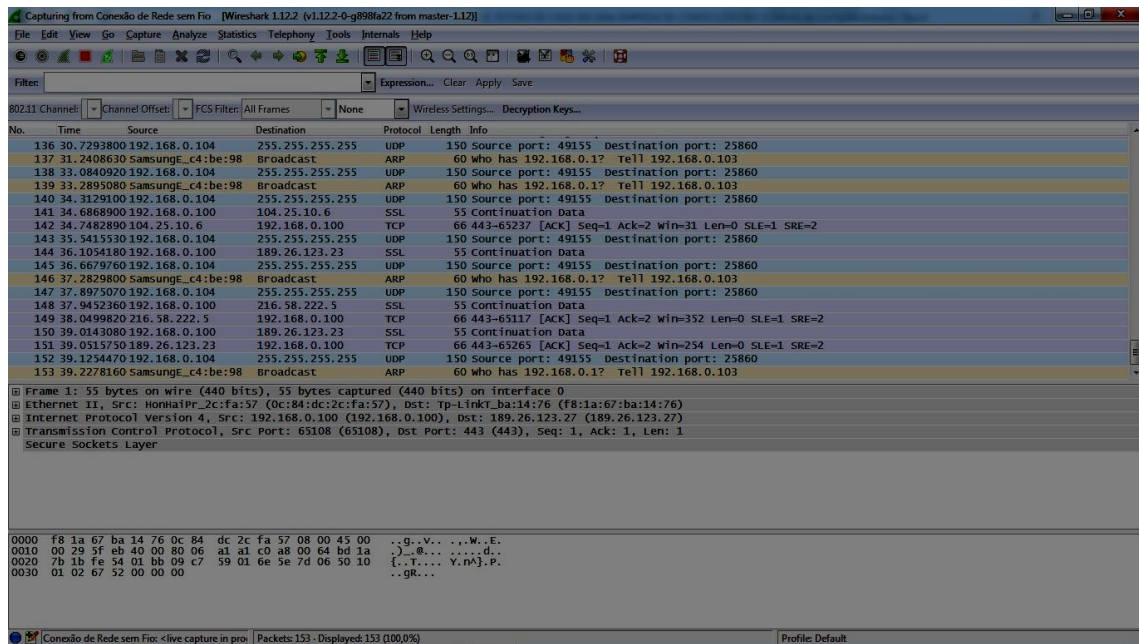 Capturing from Conexão de Rede sem Fio [Wireshark 1.12.2 (v1.12.2-0-g898fa22 from master-1.12)]
File Edit View Go Capture Analyze Statistics Telephony Tools Internals Help
Filter: Expression... Clear Apply Save
802.11 Channel: Channel Offset: FCS Filter: All Frames None Wireless Settings... Decryption Keys...
No. Time Source Destination Protocol Length Info
136 30.7293800 192.168.0.104 255.255.255.255 UDP 150 Source port: 49155 Destination port: 25860
137 31.2408630 SamsungE_c4:be:98 Broadcast ARP 60 Who has 192.168.0.1? Tell 192.168.0.103
138 33.0840920 192.168.0.104 255.255.255.255 UDP 150 Source port: 49155 Destination port: 25860
139 33.2895080 SamsungE_c4:be:98 Broadcast ARP 60 Who has 192.168.0.1? Tell 192.168.0.103
140 34.3129100 192.168.0.104 255.255.255.255 UDP 150 Source port: 49155 Destination port: 25860
141 34.6868900 192.168.0.100 104.25.10.6 SSL 55 Continuation Data
142 34.7482890 104.25.10.6 192.168.0.100 TCP 66 443→65237 [ACK] Seq=1 Ack=2 Win=31 Len=0 SLE=1 SRE=2
143 35.5415530 192.168.0.104 255.255.255.255 UDP 150 Source port: 49155 Destination port: 25860
144 36.1054180 192.168.0.100 189.26.123.23 SSL 55 Continuation Data
145 36.6679760 192.168.0.104 255.255.255.255 UDP 150 Source port: 49155 Destination port: 25860
146 37.2829800 SamsungE_c4:be:98 Broadcast ARP 60 Who has 192.168.0.1? Tell 192.168.0.103
147 37.8975070 192.168.0.104 255.255.255.255 UDP 150 Source port: 49155 Destination port: 25860
148 37.9452360 192.168.0.100 216.58.222.5 SSL 55 Continuation Data
149 38.0499820 216.58.222.5 192.168.0.100 TCP 66 443→65117 [ACK] Seq=1 Ack=2 Win=352 Len=0 SLE=1 SRE=2
150 39.0143080 192.168.0.100 189.26.123.23 SSL 55 Continuation Data
151 39.0515750 189.26.123.23 192.168.0.100 TCP 66 443→65265 [ACK] Seq=1 Ack=2 Win=254 Len=0 SLE=1 SRE=2
152 39.1254470 192.168.0.104 255.255.255.255 UDP 150 Source port: 49155 Destination port: 25860
153 39.2278160 SamsungE_c4:be:98 Broadcast ARP 60 Who has 192.168.0.1? Tell 192.168.0.103
Frame 1: 55 bytes on wire (440 bits), 55 bytes captured (440 bits) on interface 0
Ethernet II, Src: HonHaiPr_2c:fa:57 (0c:84:dc:2c:fa:57), Dst: Tp-LinkT_ba:14:76 (f8:1a:67:ba:14:76)
Internet Protocol Version 4, Src: 192.168.0.100 (192.168.0.100), Dst: 189.26.123.27 (189.26.123.27)
Transmission Control Protocol, Src Port: 65108 (65108), Dst Port: 443 (443), Seq: 1, Ack: 1, Len: 1
Secure Sockets Layer
0000 f8 1a 67 ba 14 76 0c 84 dc 2c fa 57 08 00 45 00 ..g..v.. .,.W..E.
0010 00 29 5f eb 40 00 80 06 a1 a1 c0 a8 00 64 bd 1a .)_.@... .....d..
0020 7b 1b fe 54 01 bb 09 c7 59 01 6e 5e 7d 06 50 10 {..T.... Y.n^}.P.
0030 01 02 67 52 00 00 00 ..gR...
Conexão de Rede sem Fio: <live capture in pro Packets: 153 · Displayed: 153 (100,0%) Profile: Default